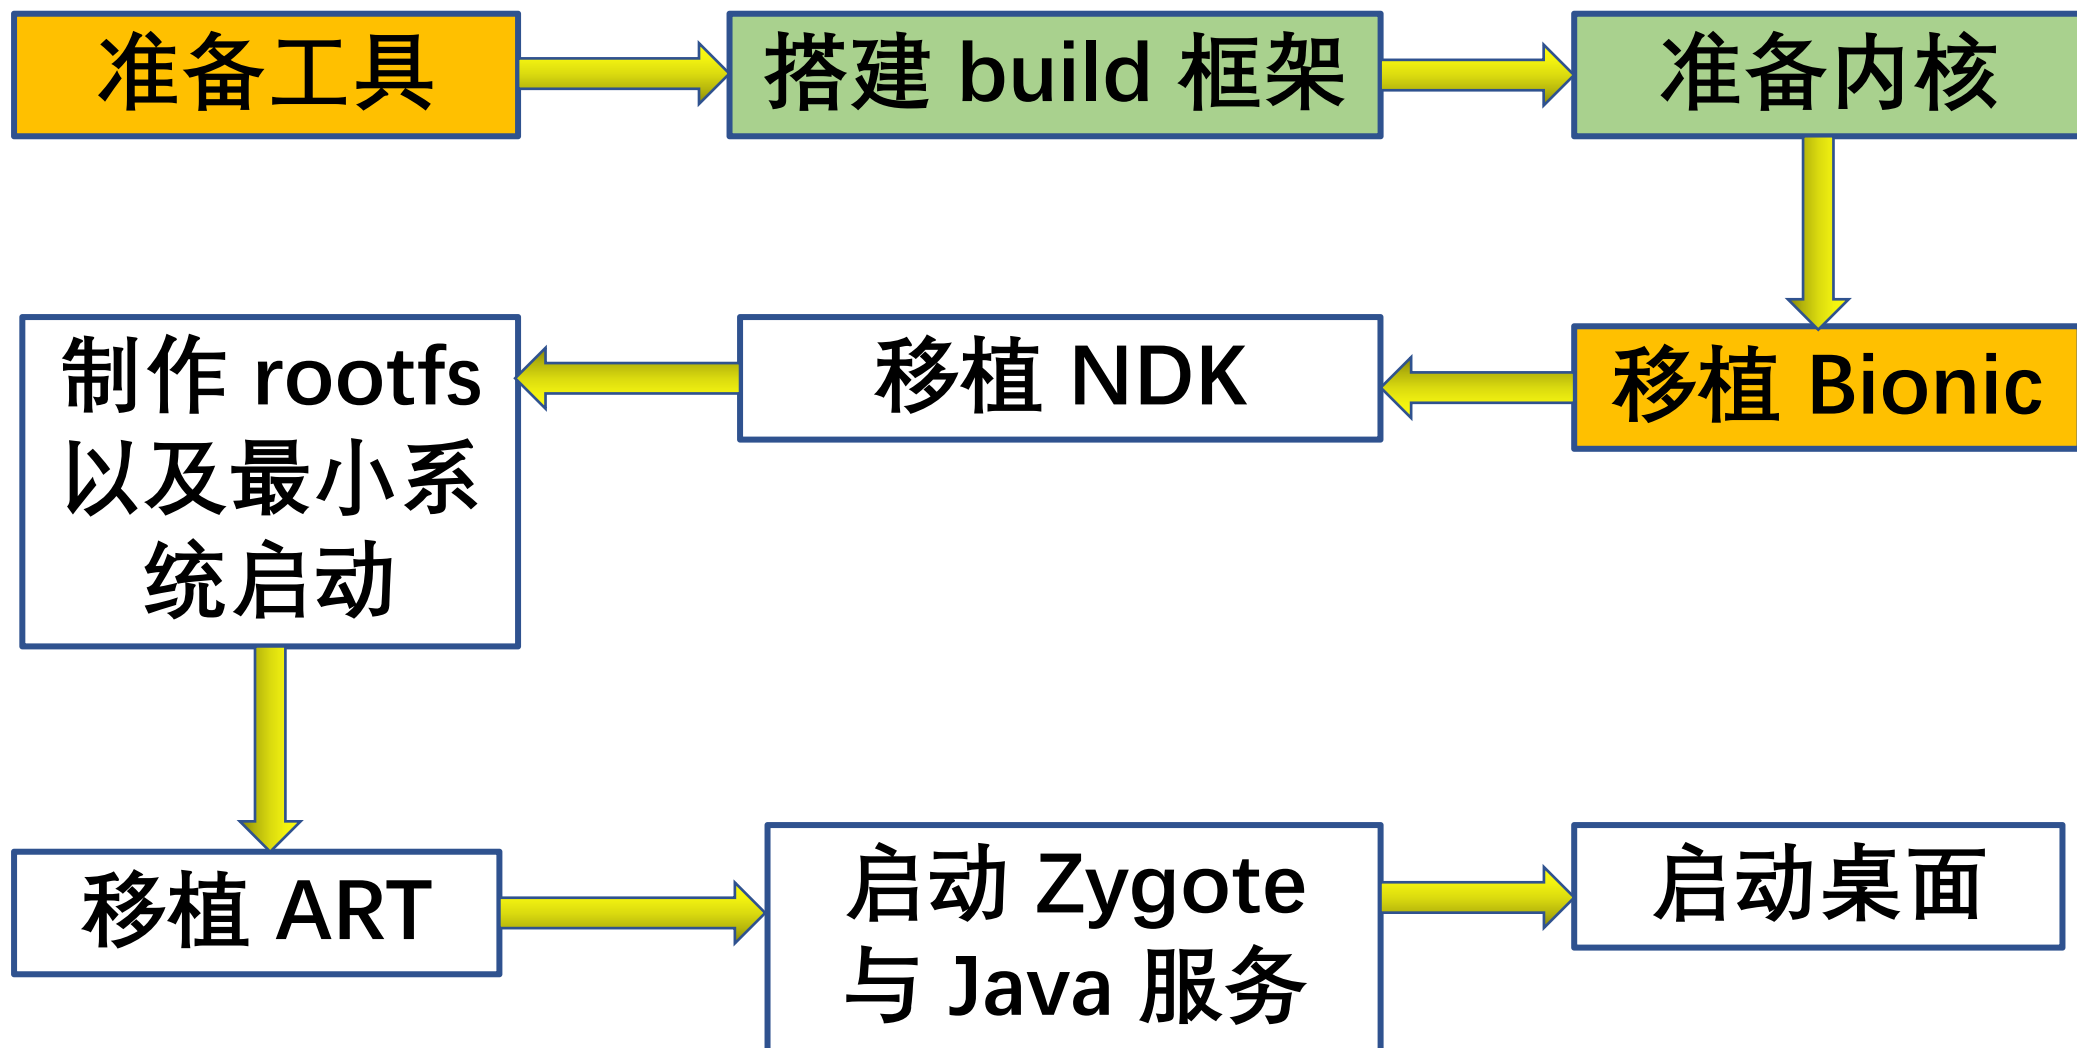 准备工具
搭建 build 框架
准备内核
移植 Bionic
移植 NDK
制作 rootfs
以及最小系
统启动
移植 ART
启动 Zygote
与 Java 服务
启动桌面